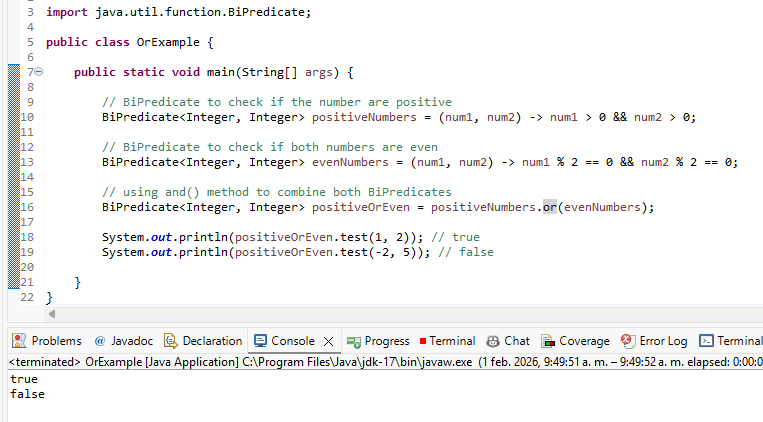 3 import java.util.function.BiPredicate;
4
5 public class OrExample {
6
7 public static void main(String[] args) {
8
9 // BiPredicate to check if the number are positive
10 BiPredicate<Integer, Integer> positiveNumbers = (num1, num2) -> num1 > 0 && num2 > 0;
11
12 // BiPredicate to check if both numbers are even
13 BiPredicate<Integer, Integer> evenNumbers = (num1, num2) -> num1 % 2 == 0 && num2 % 2 == 0;
14
15 // using and() method to combine both BiPredicates
16 BiPredicate<Integer, Integer> positiveOrEven = positiveNumbers.or(evenNumbers);
17
18 System.out.println(positiveOrEven.test(1, 2)); // true
19 System.out.println(positiveOrEven.test(-2, 5)); // false
20
21 }
22 }
Problems @ Javadoc Declaration Console Progress Terminal Chat Coverage Error Log Terminal
<terminated> OrExample [Java Application] C:\Program Files\Java\jdk-17\bin\javaw.exe (1 feb. 2026, 9:49:51 a. m. – 9:49:52 a. m. elapsed: 0:00:0
true
false